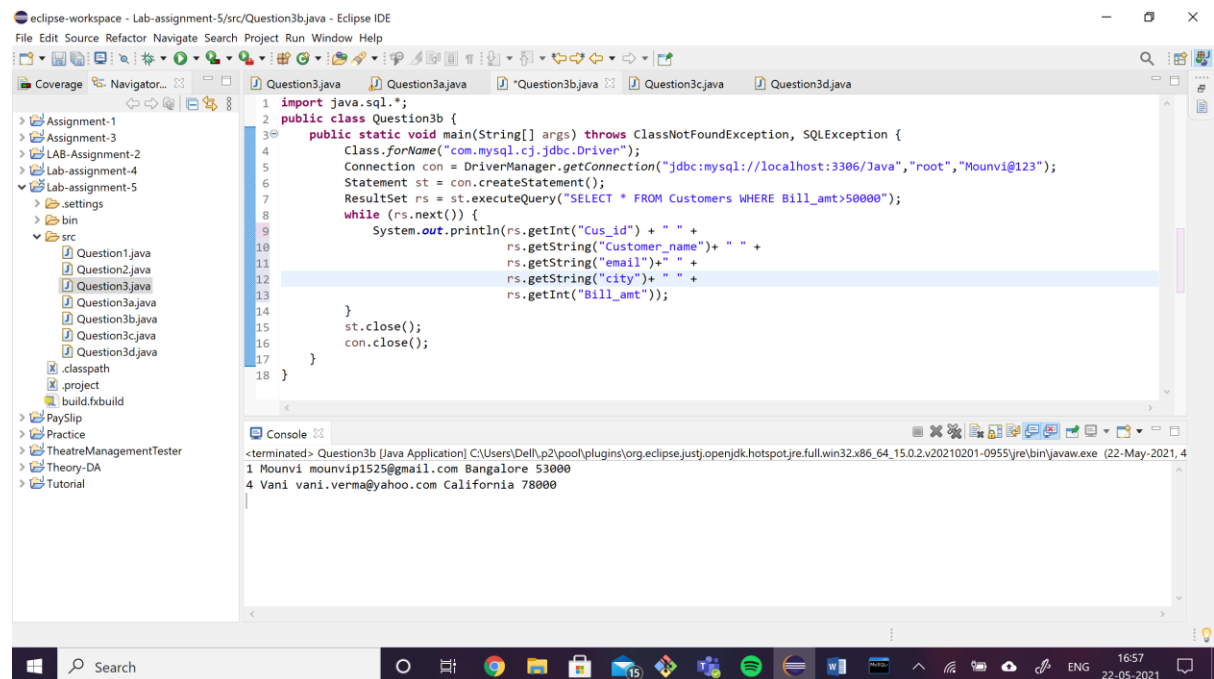 eclipse-workspace - Lab-assignment-5/src/Question3b.java - Eclipse IDE
File Edit Source Refactor Navigate Search Project Run Window Help
Coverage Navigator...
Question3.java Question3a.java *Question3b.java Question3c.java Question3d.java
Assignment-1
Assignment-3
LAB-Assignment-2
Lab-assignment-4
Lab-assignment-5
.settings
bin
src
Question1.java
Question2.java
Question3.java
Question3a.java
Question3b.java
Question3c.java
Question3d.java
.classpath
.project
build.fxbuild
PaySlip
Practice
TheatreManagementTester
Theory-DA
Tutorial
1 import java.sql.*;
2 public class Question3b {
3 public static void main(String[] args) throws ClassNotFoundException, SQLException {
4 Class.forName("com.mysql.cj.jdbc.Driver");
5 Connection con = DriverManager.getConnection("jdbc:mysql://localhost:3306/Java","root","Mounvi@123");
6 Statement st = con.createStatement();
7 ResultSet rs = st.executeQuery("SELECT * FROM Customers WHERE Bill_amt>50000");
8 while (rs.next()) {
9 System.out.println(rs.getInt("Cus_id") + " " +
10 rs.getString("Customer_name")+ " " +
11 rs.getString("email")+" " +
12 rs.getString("city")+ " " +
13 rs.getInt("Bill_amt"));
14 }
15 st.close();
16 con.close();
17 }
18 }
Console
<terminated> Question3b [Java Application] C:\Users\Dell\.p2\pool\plugins\org.eclipse.justj.openjdk.hotspot.jre.full.win32.x86_64_15.0.2.v20210201-0955\jre\bin\javaw.exe (22-May-2021, 4
1 Mounvi mounvip1525@gmail.com Bangalore 53000
4 Vani vani.verma@yahoo.com California 78000
Search
15
ENG
16:57
22-05-2021